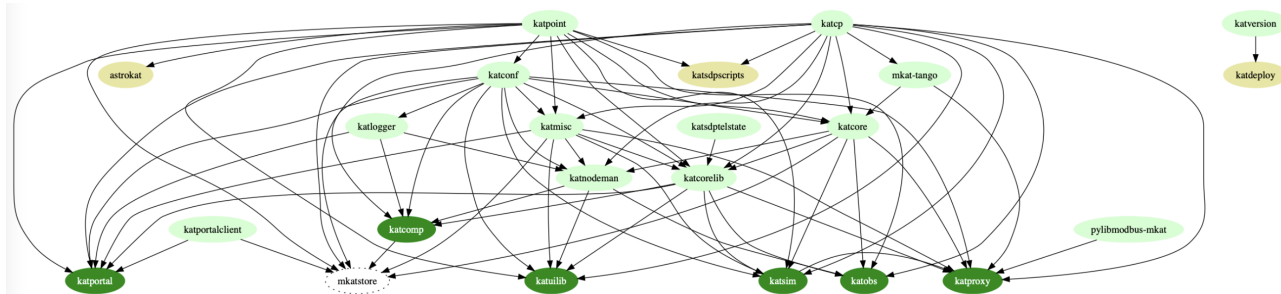 katpoint
katcp
katversion
astrokat
katconf
katsdpscripts
mkat-tango
katdeploy
katlogger
katmisc
katsdptelstate
katcore
katnodeman
katcorelib
katportalclient
katcomp
pylibmodbus-mkat
katportal
mkatstore
katuilib
katsim
katobs
katproxy